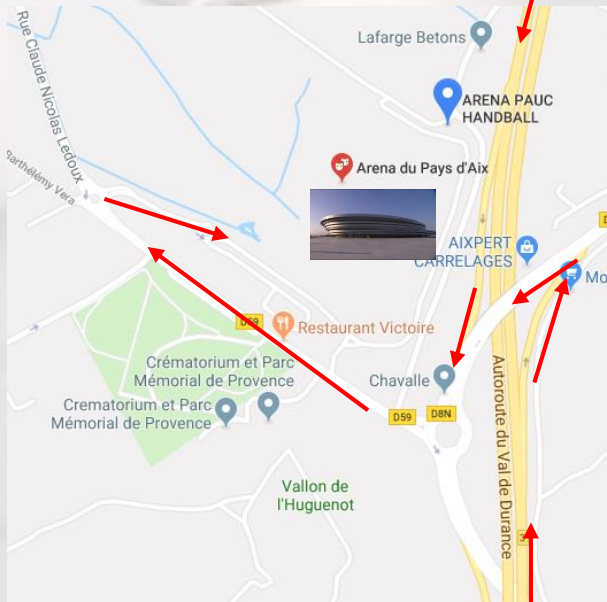 Rue Claude Nicolas Ledoux
Lafarge Betons
ARENA PAUC
HANDBALL
Barthélémy Vera
Arena du Pays d'Aix
AIXPERT
CARRELAGES
D
Mo
D59
Restaurant Victoire
Crématorium et Parc
Mémorial de Provence
Chavalle
Crematorium et Parc
Mémorial de Provence
D59
D8N
Autoroute du Val de Durance
Vallon de
l'Huguenot
3